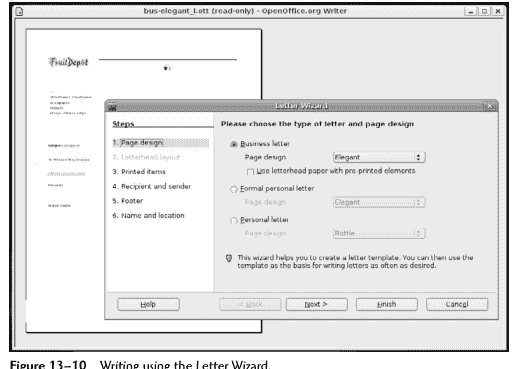 bus-elegant_l.ott (read-only) - OpenOffice.org Writer
FruitDepot
Letter Wizard
Steps
1. Page design
2. Letterhead layout
3. Printed items
4. Recipient and sender
5. Footer
6. Name and location
Please choose the type of letter and page design
Business letter
Page design Elegant
Use letterhead paper with pre-printed elements
Formal personal letter
Page design Elegant
Personal letter
Page design Bottle
This wizard helps you to create a letter template. You can then use the
template as the basis for writing letters as often as desired.
Help < Back Next > Finish Cancel
Figure 13–10 Writing using the Letter Wizard.